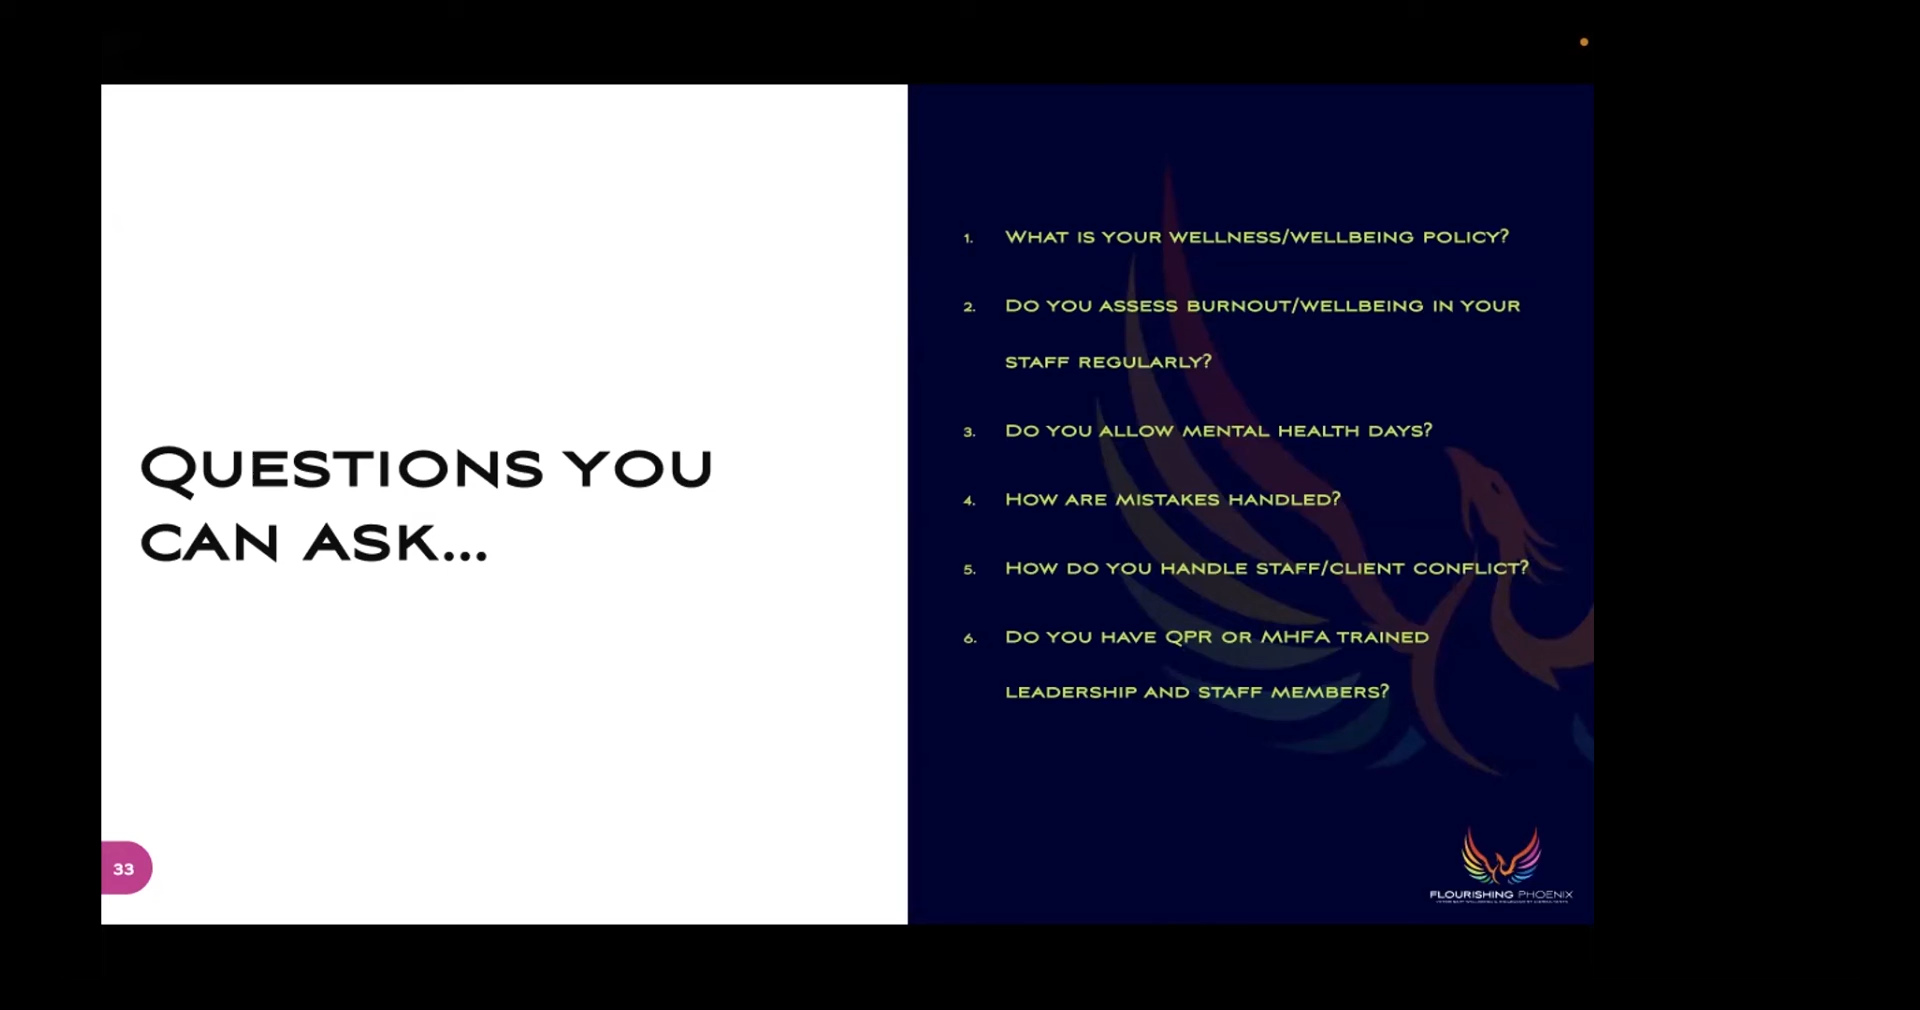 QUESTIONS YOU
CAN ASK...
1. WHAT IS YOUR WELLNESS/WELLBEING POLICY?
2. DO YOU ASSESS BURNOUT/WELLBEING IN YOUR
STAFF REGULARLY?
3. DO YOU ALLOW MENTAL HEALTH DAYS?
4. HOW ARE MISTAKES HANDLED?
5. HOW DO YOU HANDLE STAFF/CLIENT CONFLICT?
6. DO YOU HAVE QPR OR MHFA TRAINED
LEADERSHIP AND STAFF MEMBERS?
33
FLOURISHING PHOENIX